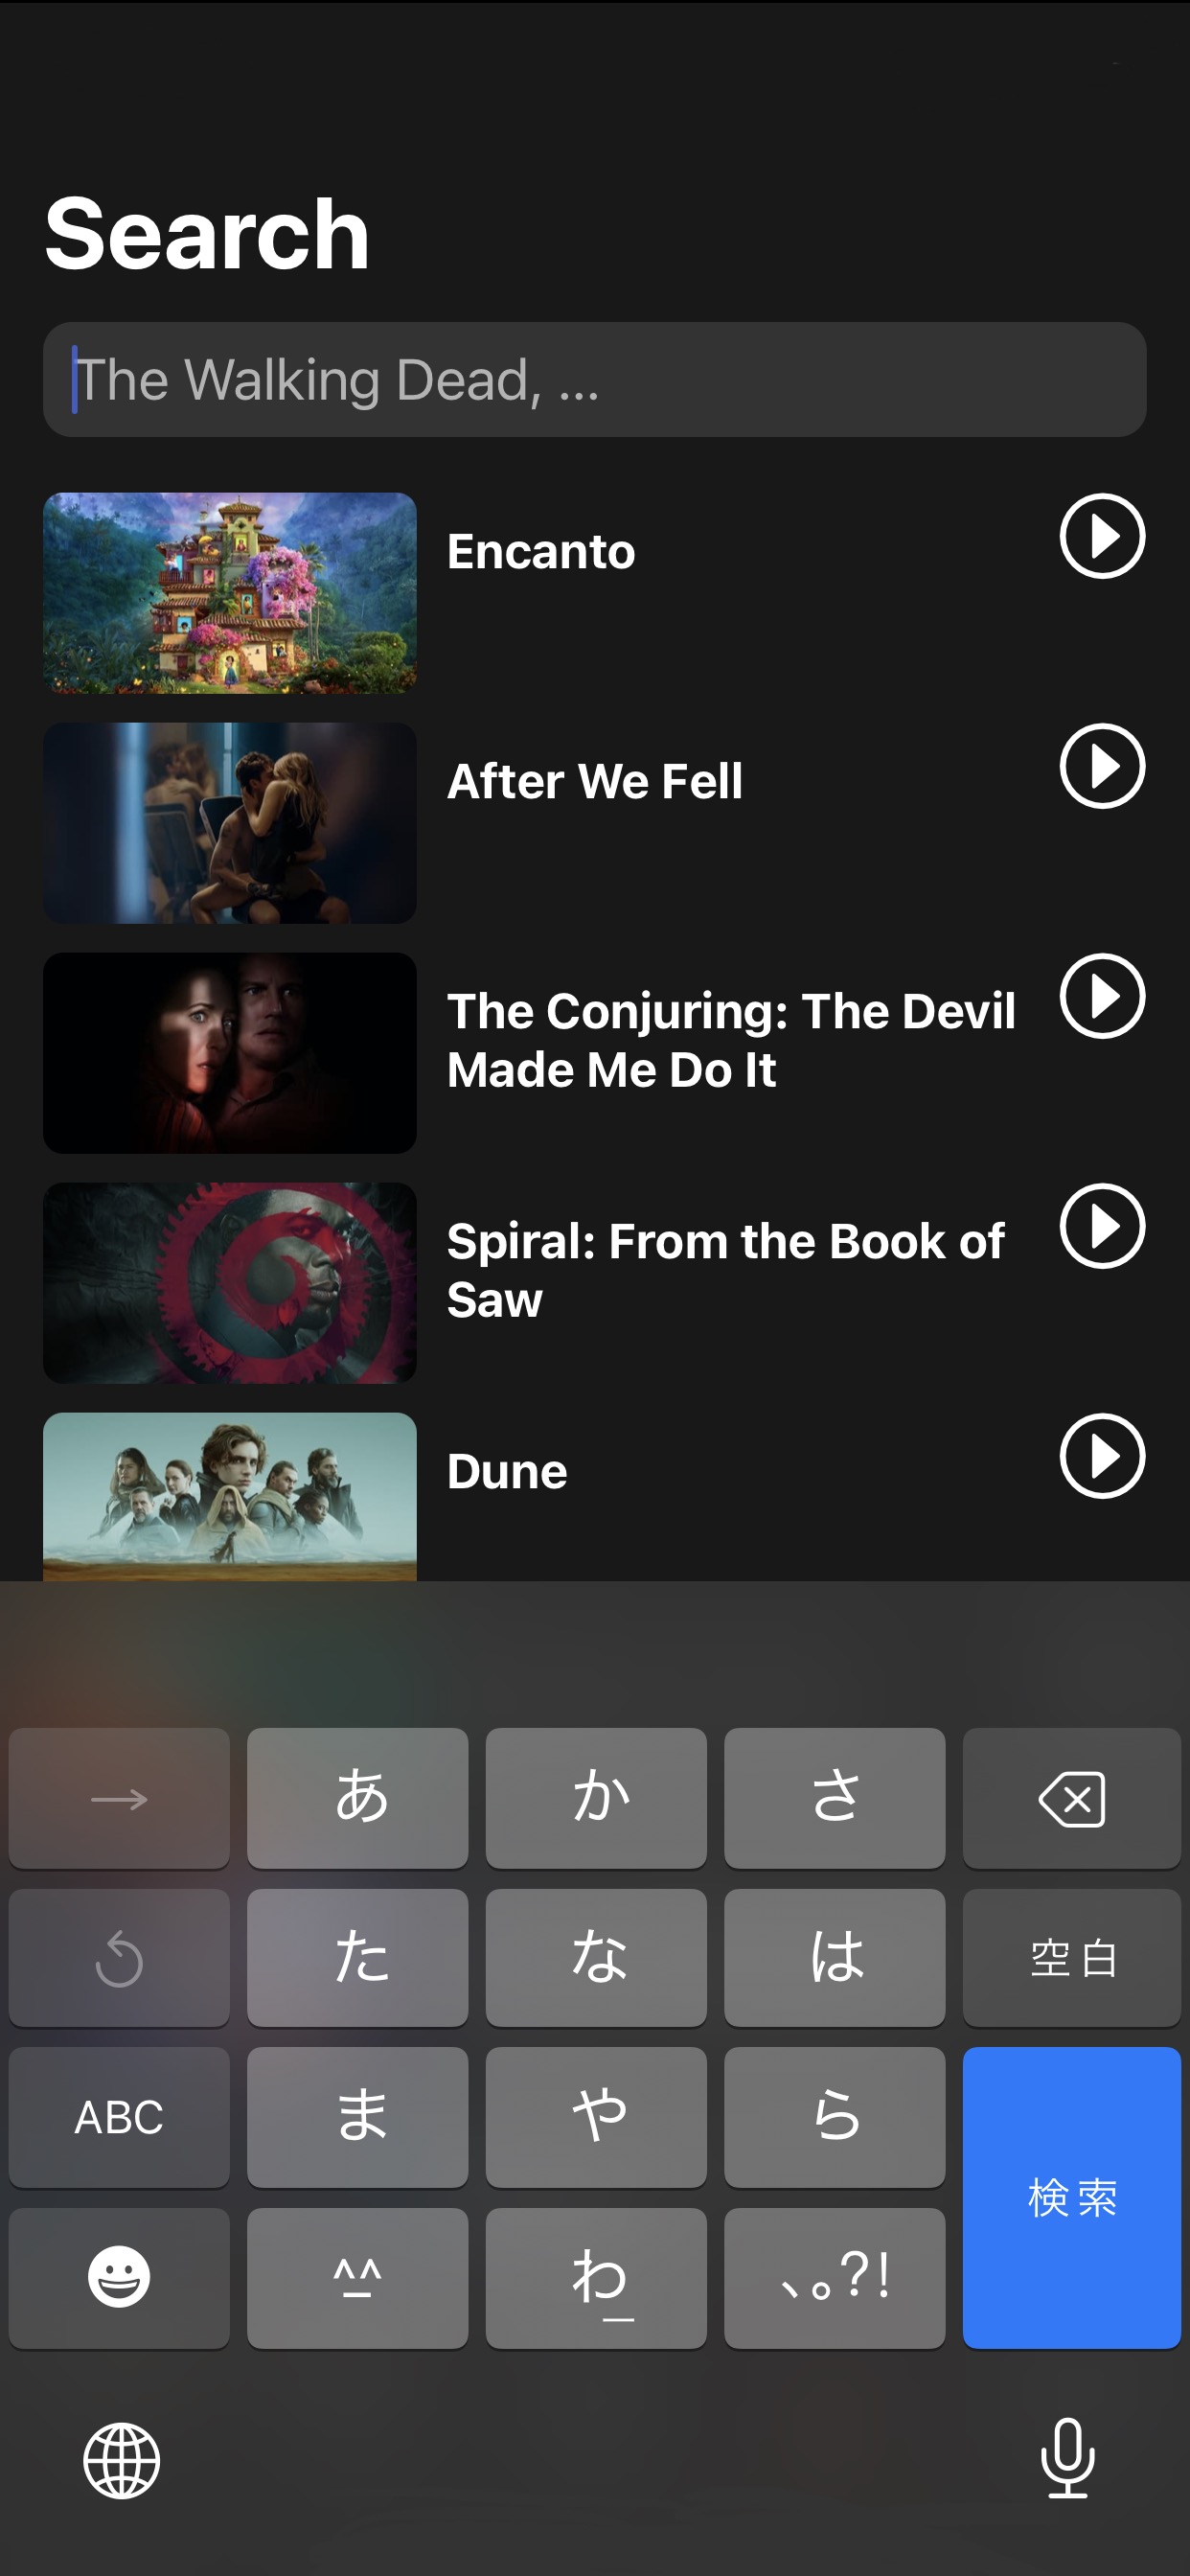 Search
The Walking Dead, ...
Encanto
After We Fell
The Conjuring: The Devil
Made Me Do It
Spiral: From the Book of
Saw
Dune
→ あ か さ
た な は 空白
ABC ま や ら
検索
^_^ わ_ 、。?!